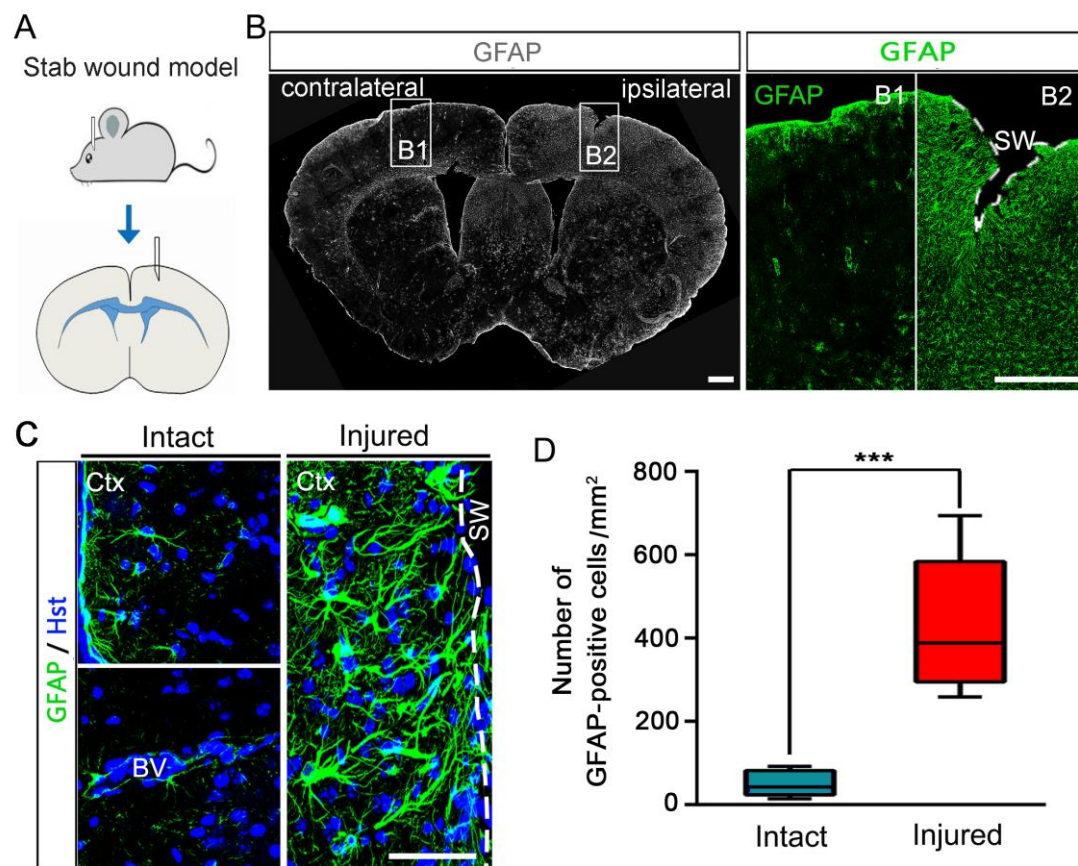 A
Stab wound model
B
GFAP
contralateral
ipsilateral
B1
B2
GFAP
GFAP
B1
B2
SW
C
Intact
Injured
GFAP / Hst
Ctx
BV
Ctx
SW
D
***
Number of
GFAP-positive cells/mm²
800
600
400
200
0
Intact
Injured